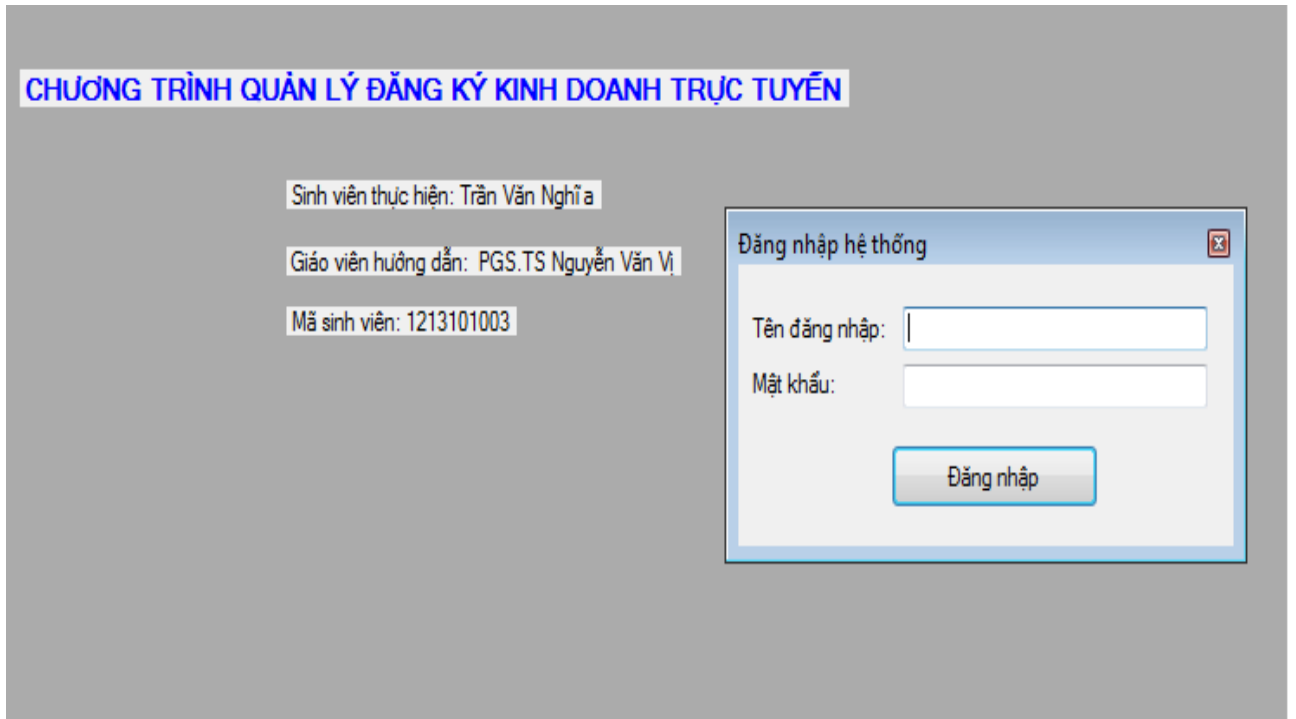 CHƯƠNG TRÌNH QUẢN LÝ ĐĂNG KÝ KINH DOANH TRỰC TUYẾN
Sinh viên thực hiện: Trần Văn Nghĩa
Giáo viên hướng dẫn: PGS.TS Nguyễn Văn Vị
Mã sinh viên: 1213101003
Đăng nhập hệ thống
Tên đăng nhập:
Mật khẩu:
Đăng nhập